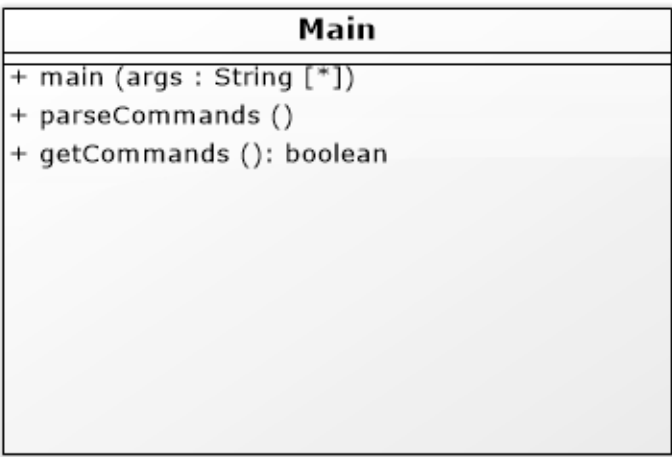 Main
+ main (args : String [*])
+ parseCommands ()
+ getCommands (): boolean